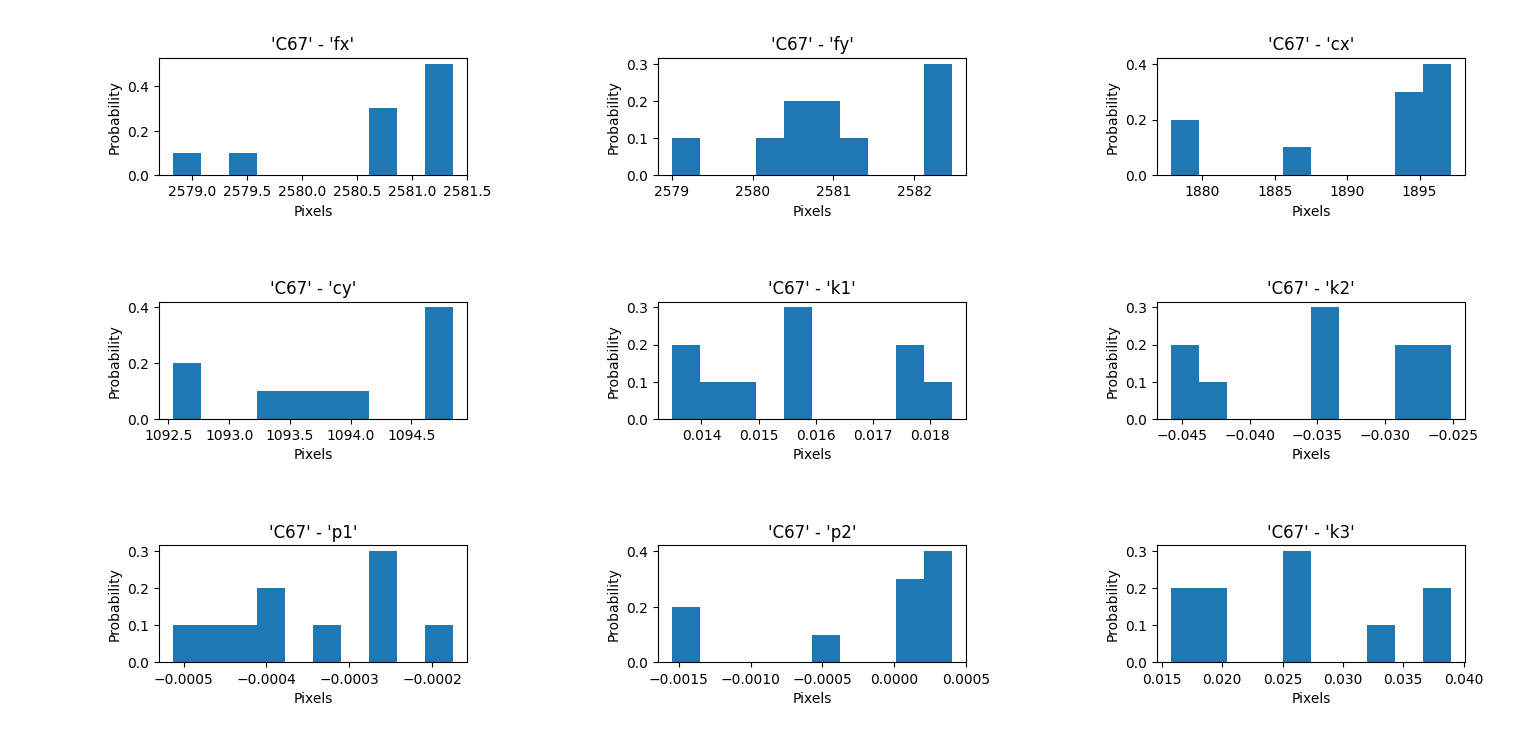 'C67' - 'fx'
Probability
0.4
0.2
0.0
2579.0 2579.5 2580.0 2580.5 2581.0 2581.5
Pixels
'C67' - 'fy'
Probability
0.3
0.2
0.1
0.0
2579 2580 2581 2582
Pixels
'C67' - 'cx'
Probability
0.4
0.2
0.0
1880 1885 1890 1895
Pixels
'C67' - 'cy'
Probability
0.4
0.2
0.0
1092.5 1093.0 1093.5 1094.0 1094.5
Pixels
'C67' - 'k1'
Probability
0.3
0.2
0.1
0.0
0.014 0.015 0.016 0.017 0.018
Pixels
'C67' - 'k2'
Probability
0.3
0.2
0.1
0.0
−0.045 −0.040 −0.035 −0.030 −0.025
Pixels
'C67' - 'p1'
Probability
0.3
0.2
0.1
0.0
−0.0005 −0.0004 −0.0003 −0.0002
Pixels
'C67' - 'p2'
Probability
0.4
0.2
0.0
−0.0015 −0.0010 −0.0005 0.0000 0.0005
Pixels
'C67' - 'k3'
Probability
0.3
0.2
0.1
0.0
0.015 0.020 0.025 0.030 0.035 0.040
Pixels